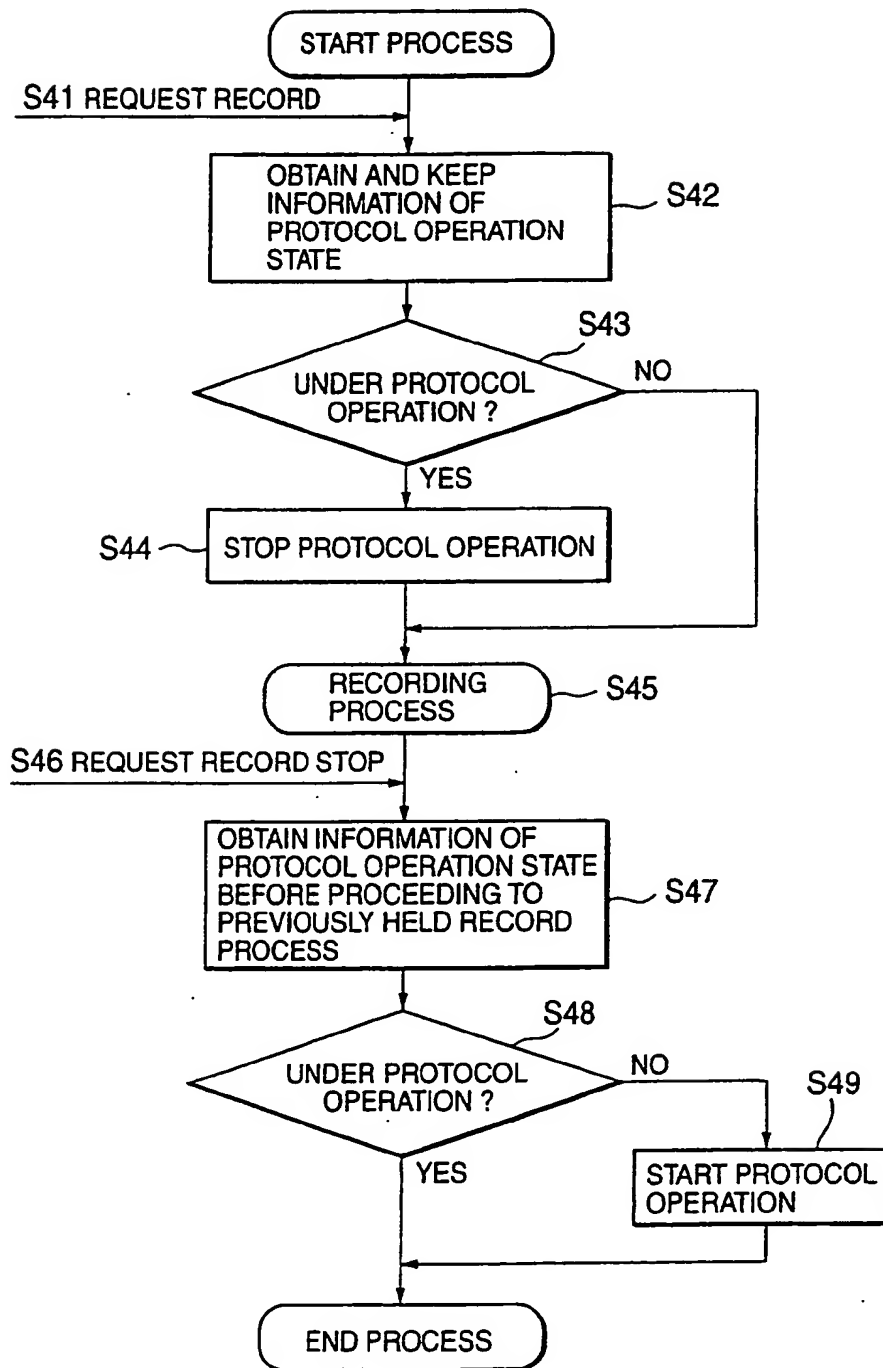 START PROCESS
S41 REQUEST RECORD
OBTAIN AND KEEP
INFORMATION OF
PROTOCOL OPERATION
STATE
S42
S43
UNDER PROTOCOL
OPERATION ?
NO
YES
S44
STOP PROTOCOL OPERATION
RECORDING
PROCESS
S45
S46 REQUEST RECORD STOP
OBTAIN INFORMATION OF
PROTOCOL OPERATION STATE
BEFORE PROCEEDING TO
PREVIOUSLY HELD RECORD
PROCESS
S47
S48
UNDER PROTOCOL
OPERATION ?
NO
YES
S49
START PROTOCOL
OPERATION
END PROCESS